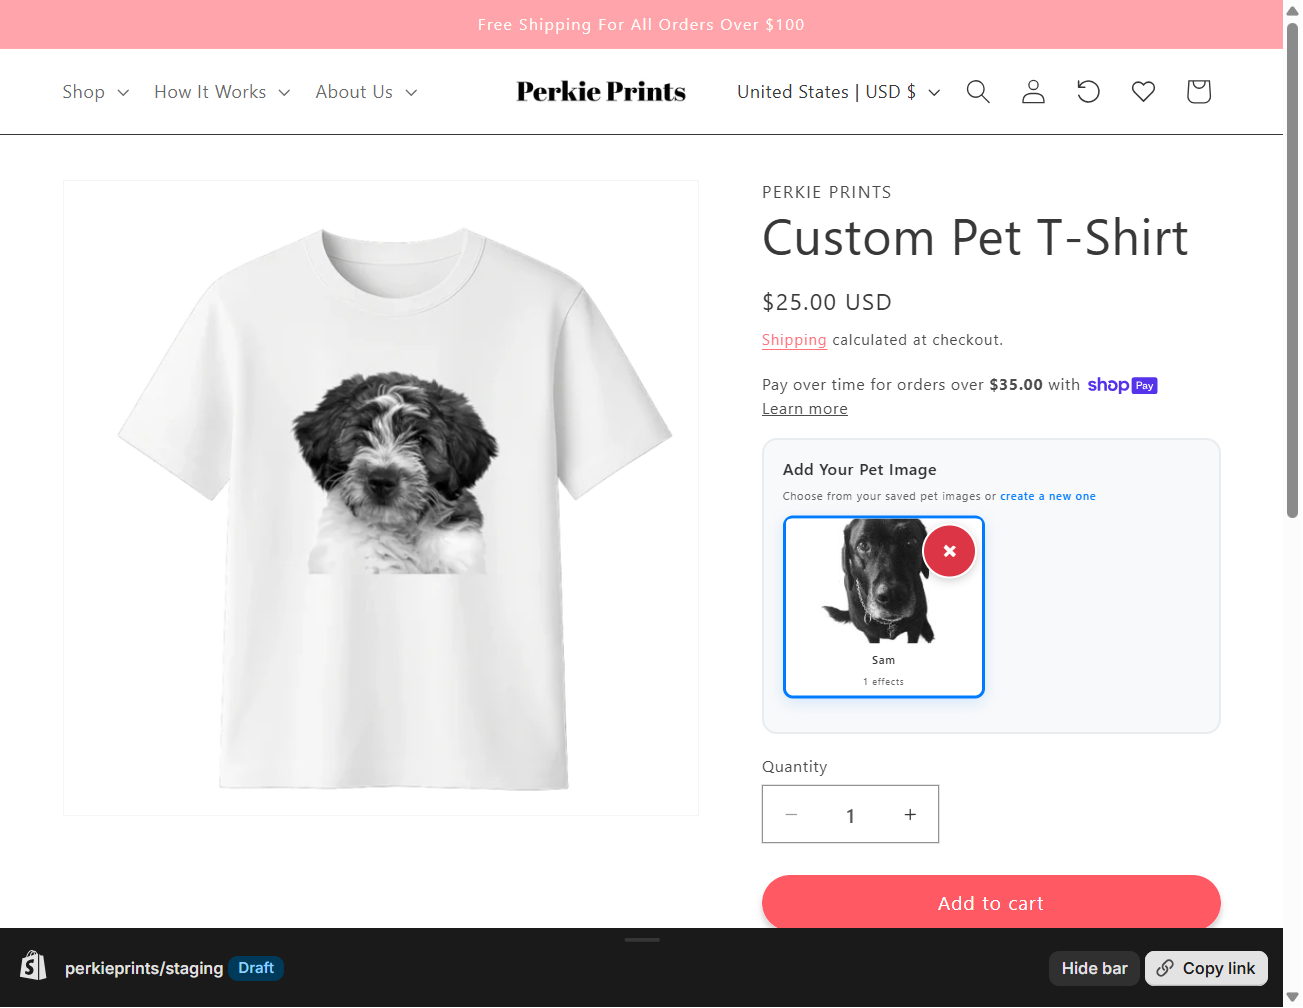 Free Shipping For All Orders Over $100
Shop
How It Works
About Us
Perkie Prints
United States | USD $
PERKIE PRINTS
Custom Pet T-Shirt
$25.00 USD
Shipping calculated at checkout.
Pay over time for orders over $35.00 with shop Pay
Learn more
Add Your Pet Image
Choose from your saved pet images or create a new one
Sam
1 effects
Quantity
1
Add to cart
perkieprints/staging
Draft
Hide bar
Copy link